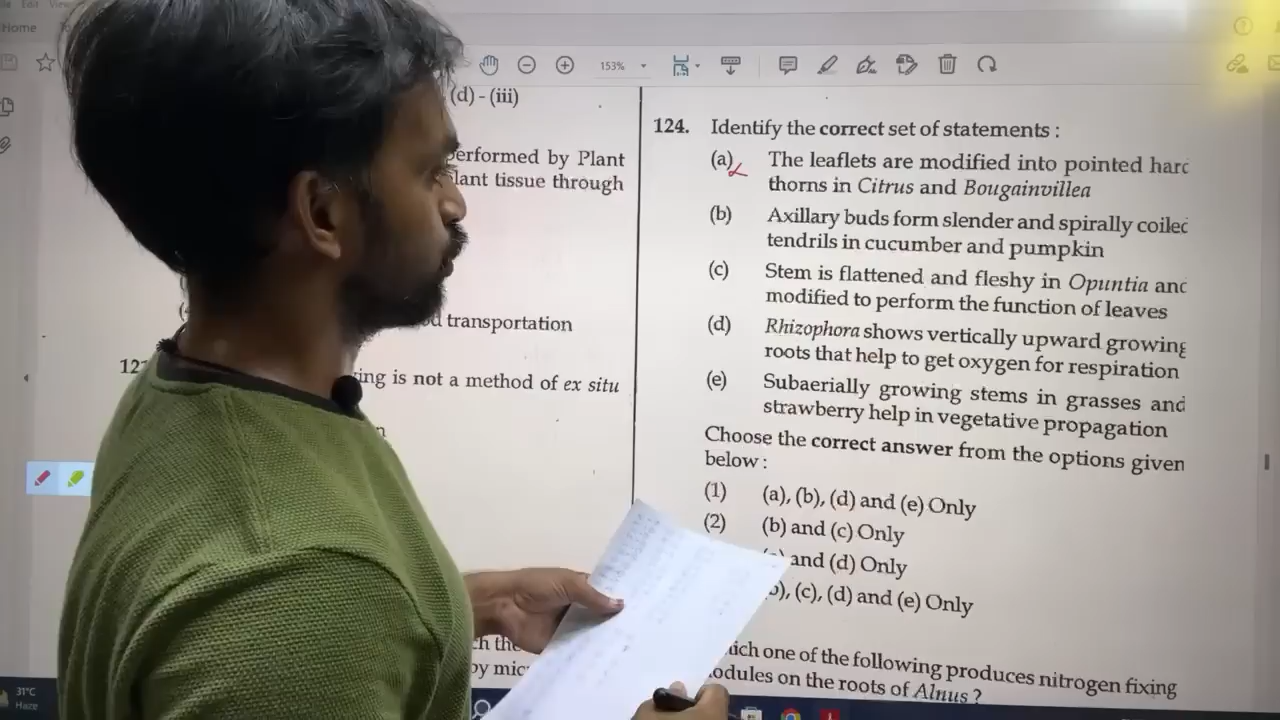 File Edit View
Home
153%
(d) - (iii)
performed by Plant
plant tissue through
transportation
is not a method of ex situ
by
31°C
Haze
124. Identify the correct set of statements :
(a) The leaflets are modified into pointed hard
thorns in Citrus and Bougainvillea
(b) Axillary buds form slender and spirally coiled
tendrils in cucumber and pumpkin
(c) Stem is flattened and fleshy in Opuntia and
modified to perform the function of leaves
(d) Rhizophora shows vertically upward growing
roots that help to get oxygen for respiration
(e) Subaerially growing stems in grasses and
strawberry help in vegetative propagation
Choose the correct answer from the options given
below :
(1) (a), (b), (d) and (e) Only
(2) (b) and (c) Only
and (d) Only
(c), (d) and (e) Only
one of the following produces nitrogen fixing
nodules on the roots of Alnus ?